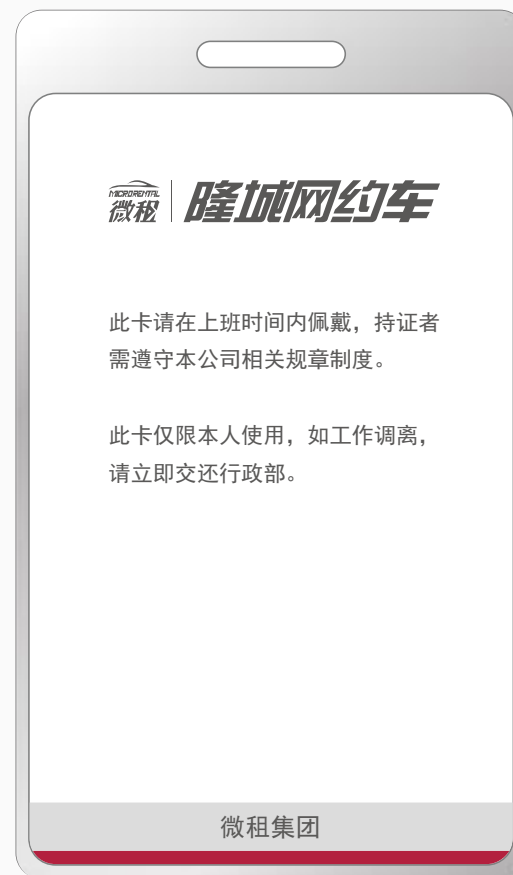 MICRORENTAL
微租
隆城网约车
此卡请在上班时间内佩戴，持证者
需遵守本公司相关规章制度。
此卡仅限本人使用，如工作调离，
请立即交还行政部。
微租集团